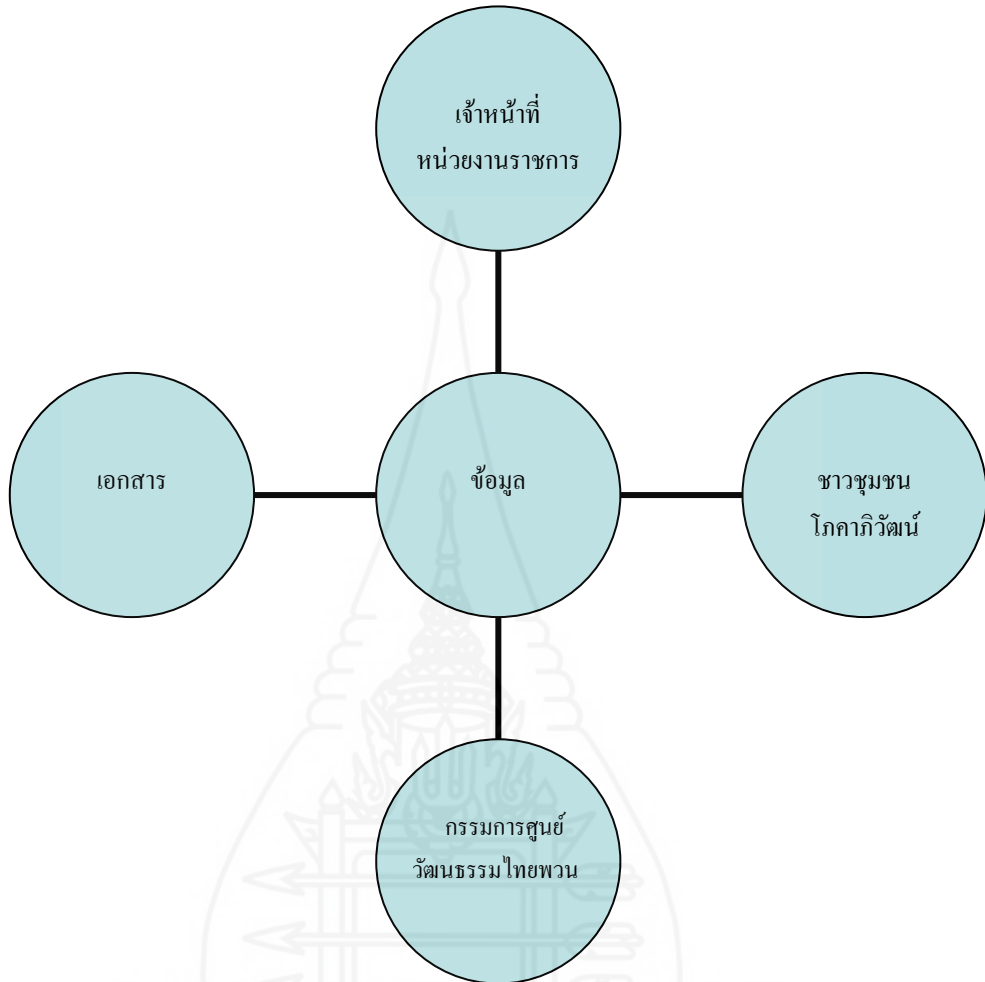 เจ้าหน้าที่
หน่วยงานราชการ
เอกสาร
ข้อมูล
ชาวชุมชน
โภคาภิวัฒน์
กรรมการศูนย์
วัฒนธรรมไทยพวน